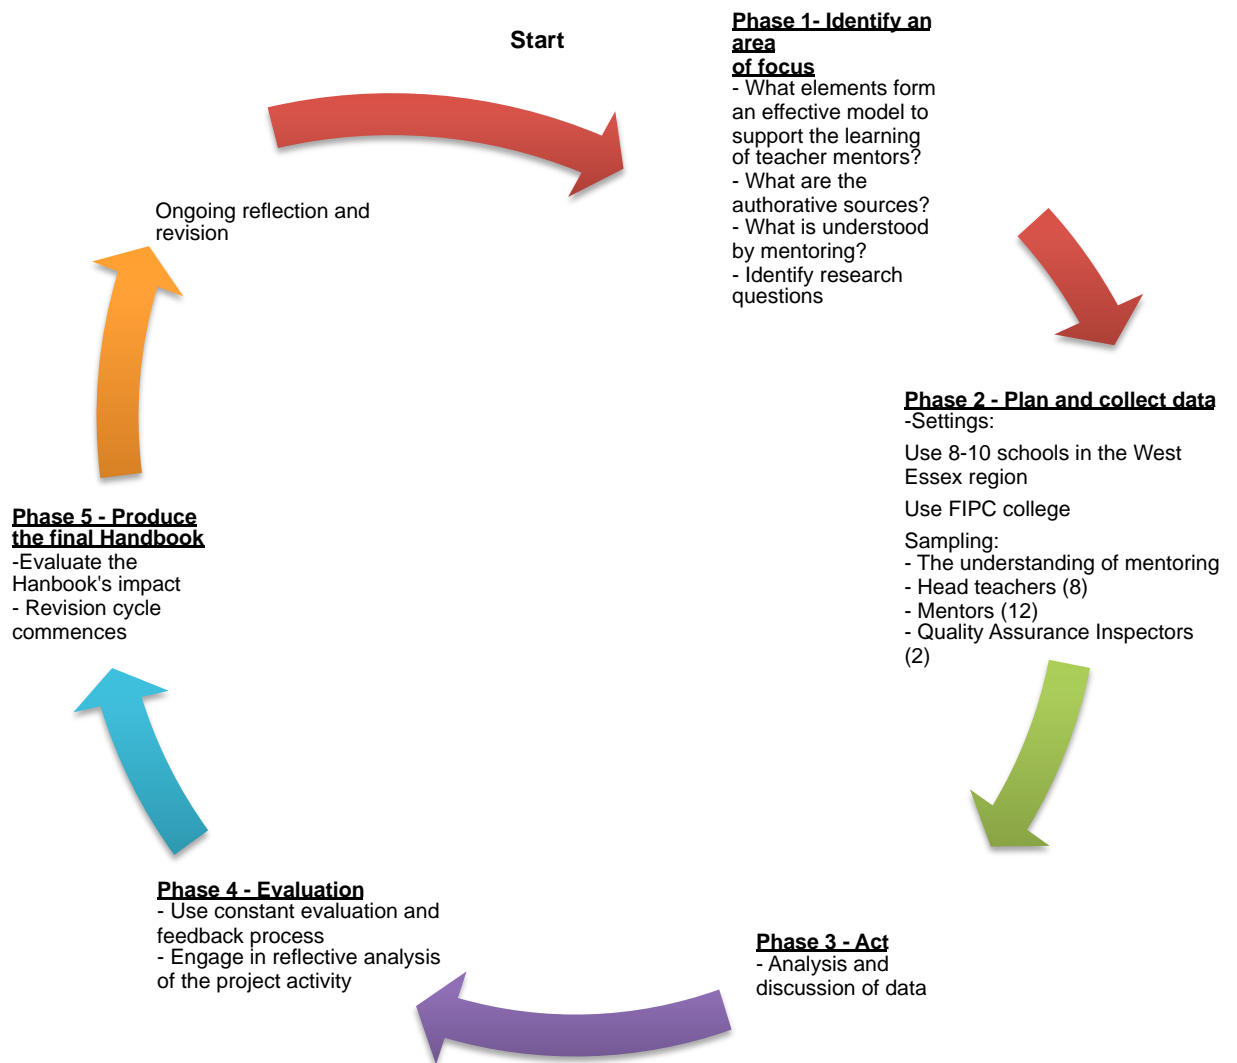 Start
Phase 1- Identify an
area
of focus
- What elements form
an effective model to
support the learning
of teacher mentors?
- What are the
authorative sources?
- What is understood
by mentoring?
- Identify research
questions
Phase 2 - Plan and collect data
-Settings:
Use 8-10 schools in the West
Essex region
Use FIPC college
Sampling:
- The understanding of mentoring
- Head teachers (8)
- Mentors (12)
- Quality Assurance Inspectors
(2)
Phase 3 - Act
- Analysis and
discussion of data
Phase 4 - Evaluation
- Use constant evaluation and
feedback process
- Engage in reflective analysis
of the project activity
Phase 5 - Produce
the final Handbook
-Evaluate the
Hanbook's impact
- Revision cycle
commences
Ongoing reflection and
revision